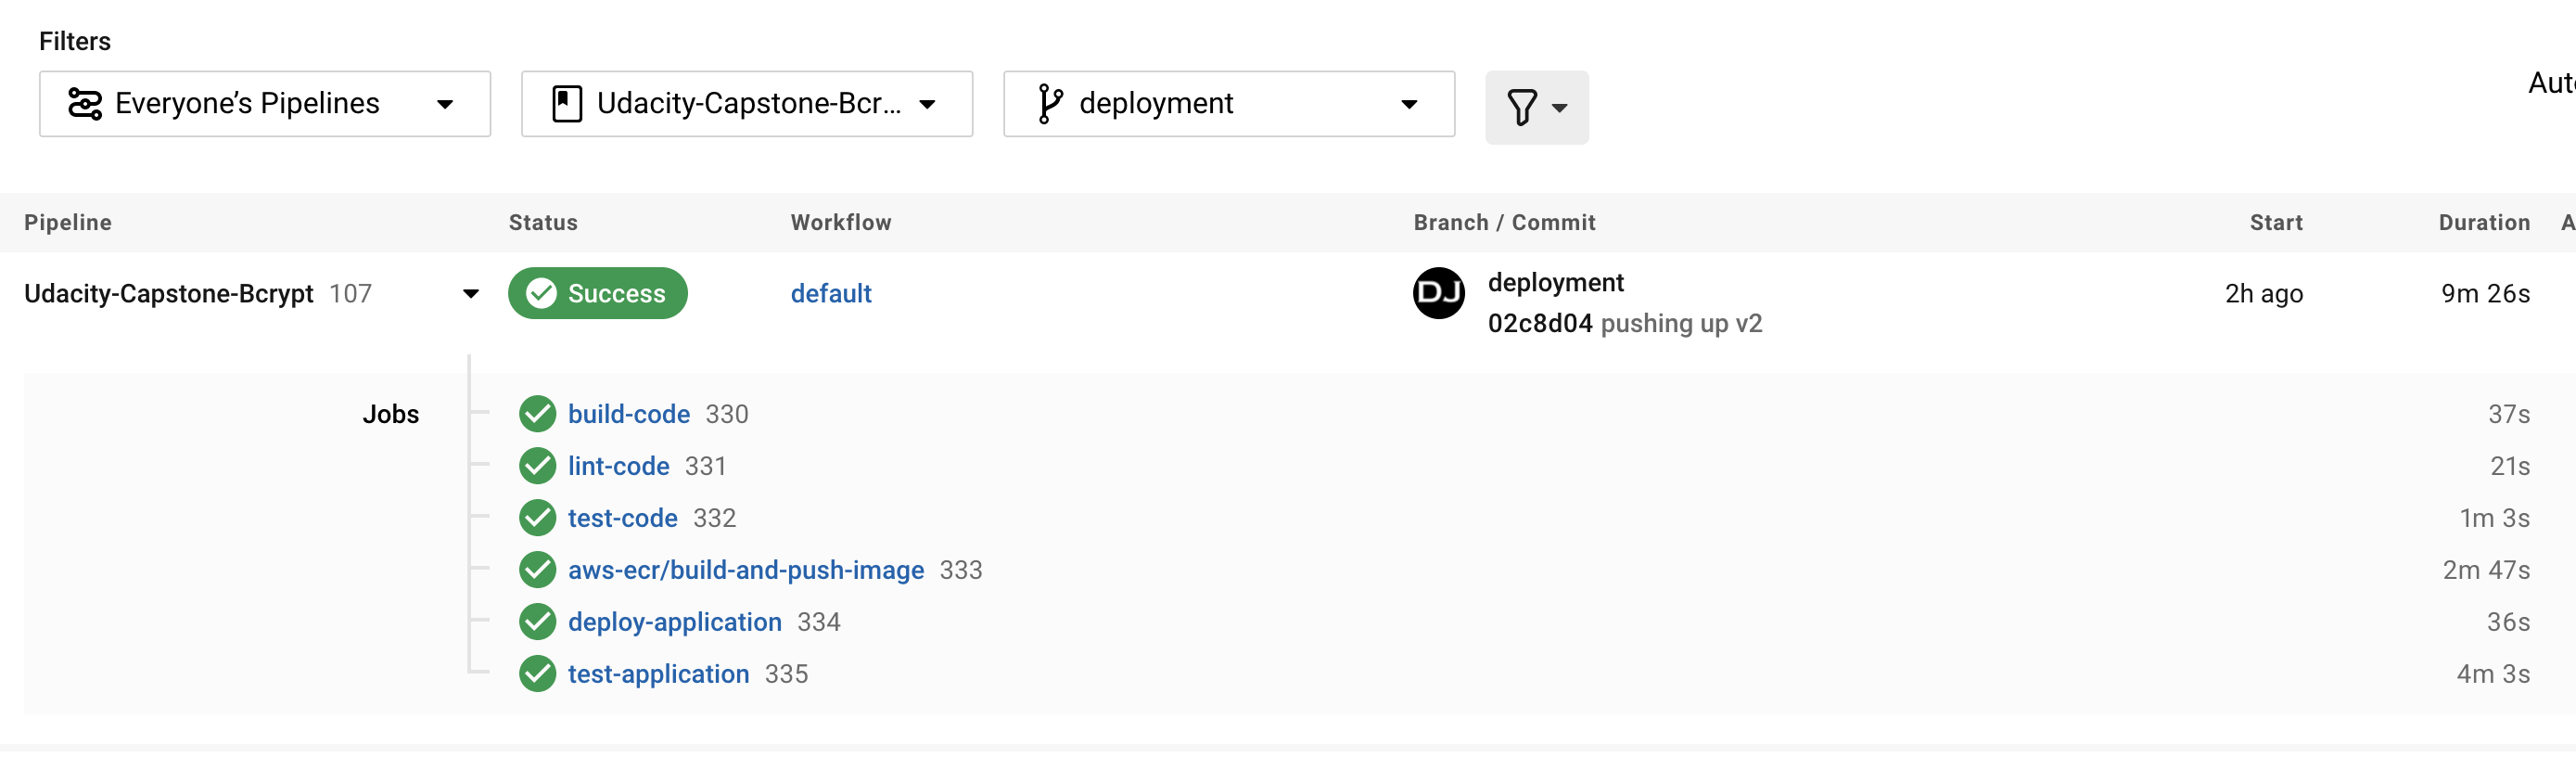 Filters
Everyone’s Pipelines
Udacity-Capstone-Bcr...
deployment
Aut
Pipeline Status Workflow Branch / Commit Start Duration A
Udacity-Capstone-Bcrypt 107 Success default DJ deployment 2h ago 9m 26s
02c8d04 pushing up v2
Jobs build-code 330 37s
lint-code 331 21s
test-code 332 1m 3s
aws-ecr/build-and-push-image 333 2m 47s
deploy-application 334 36s
test-application 335 4m 3s